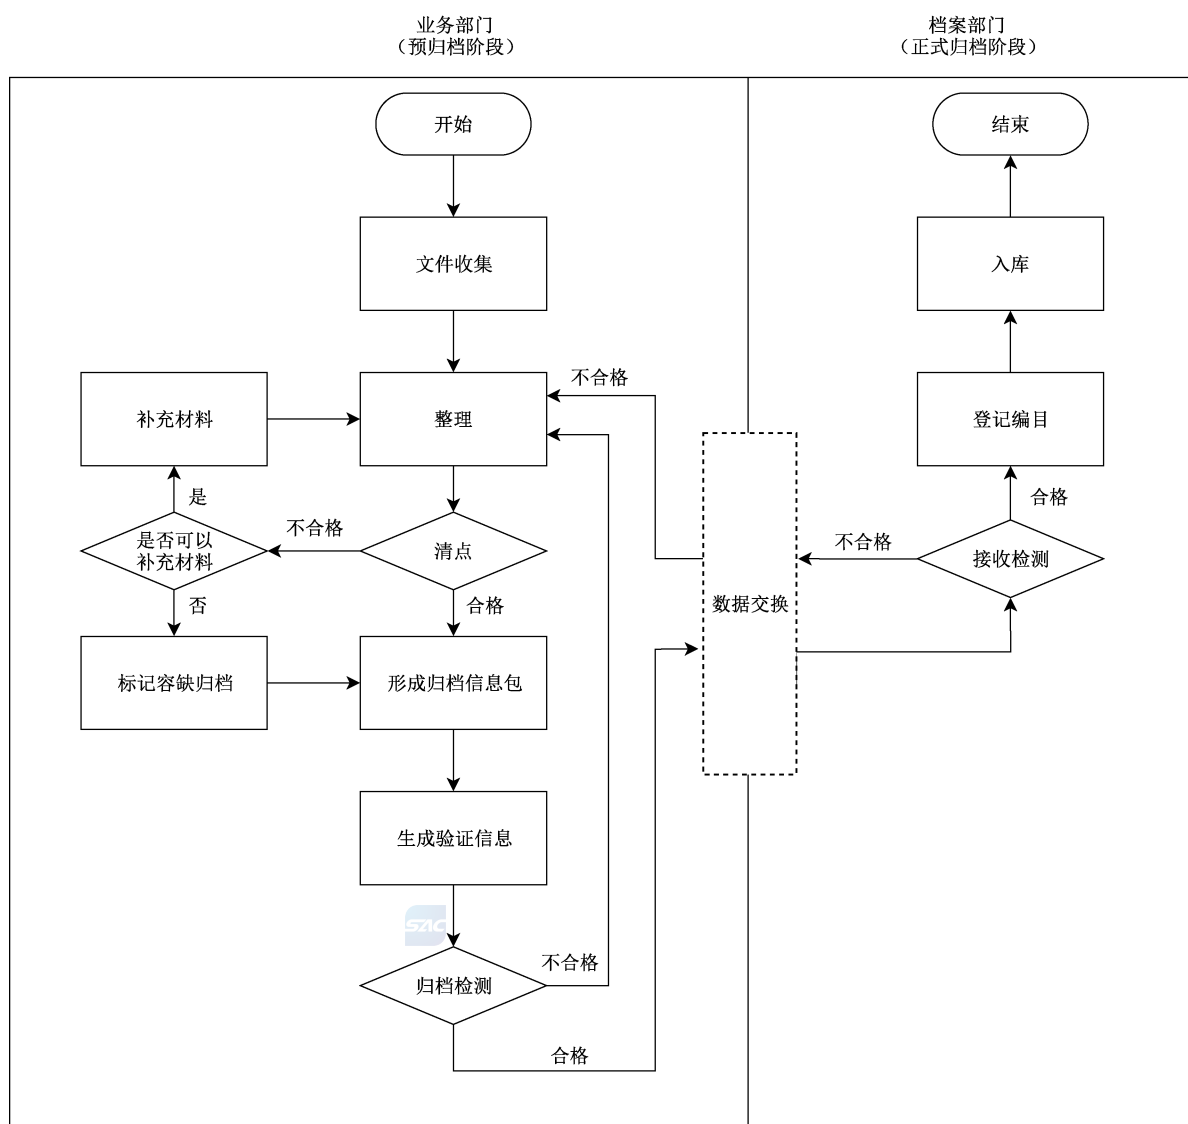 业务部门
（预归档阶段）
档案部门
（正式归档阶段）
开始
结束
文件收集
入库
不合格
补充材料
整理
登记编目
是
合格
不合格
是否可以
补充材料
清点
不合格
接收检测
否
合格
数据交换
标记容缺归档
形成归档信息包
生成验证信息
SAC
不合格
归档检测
合格